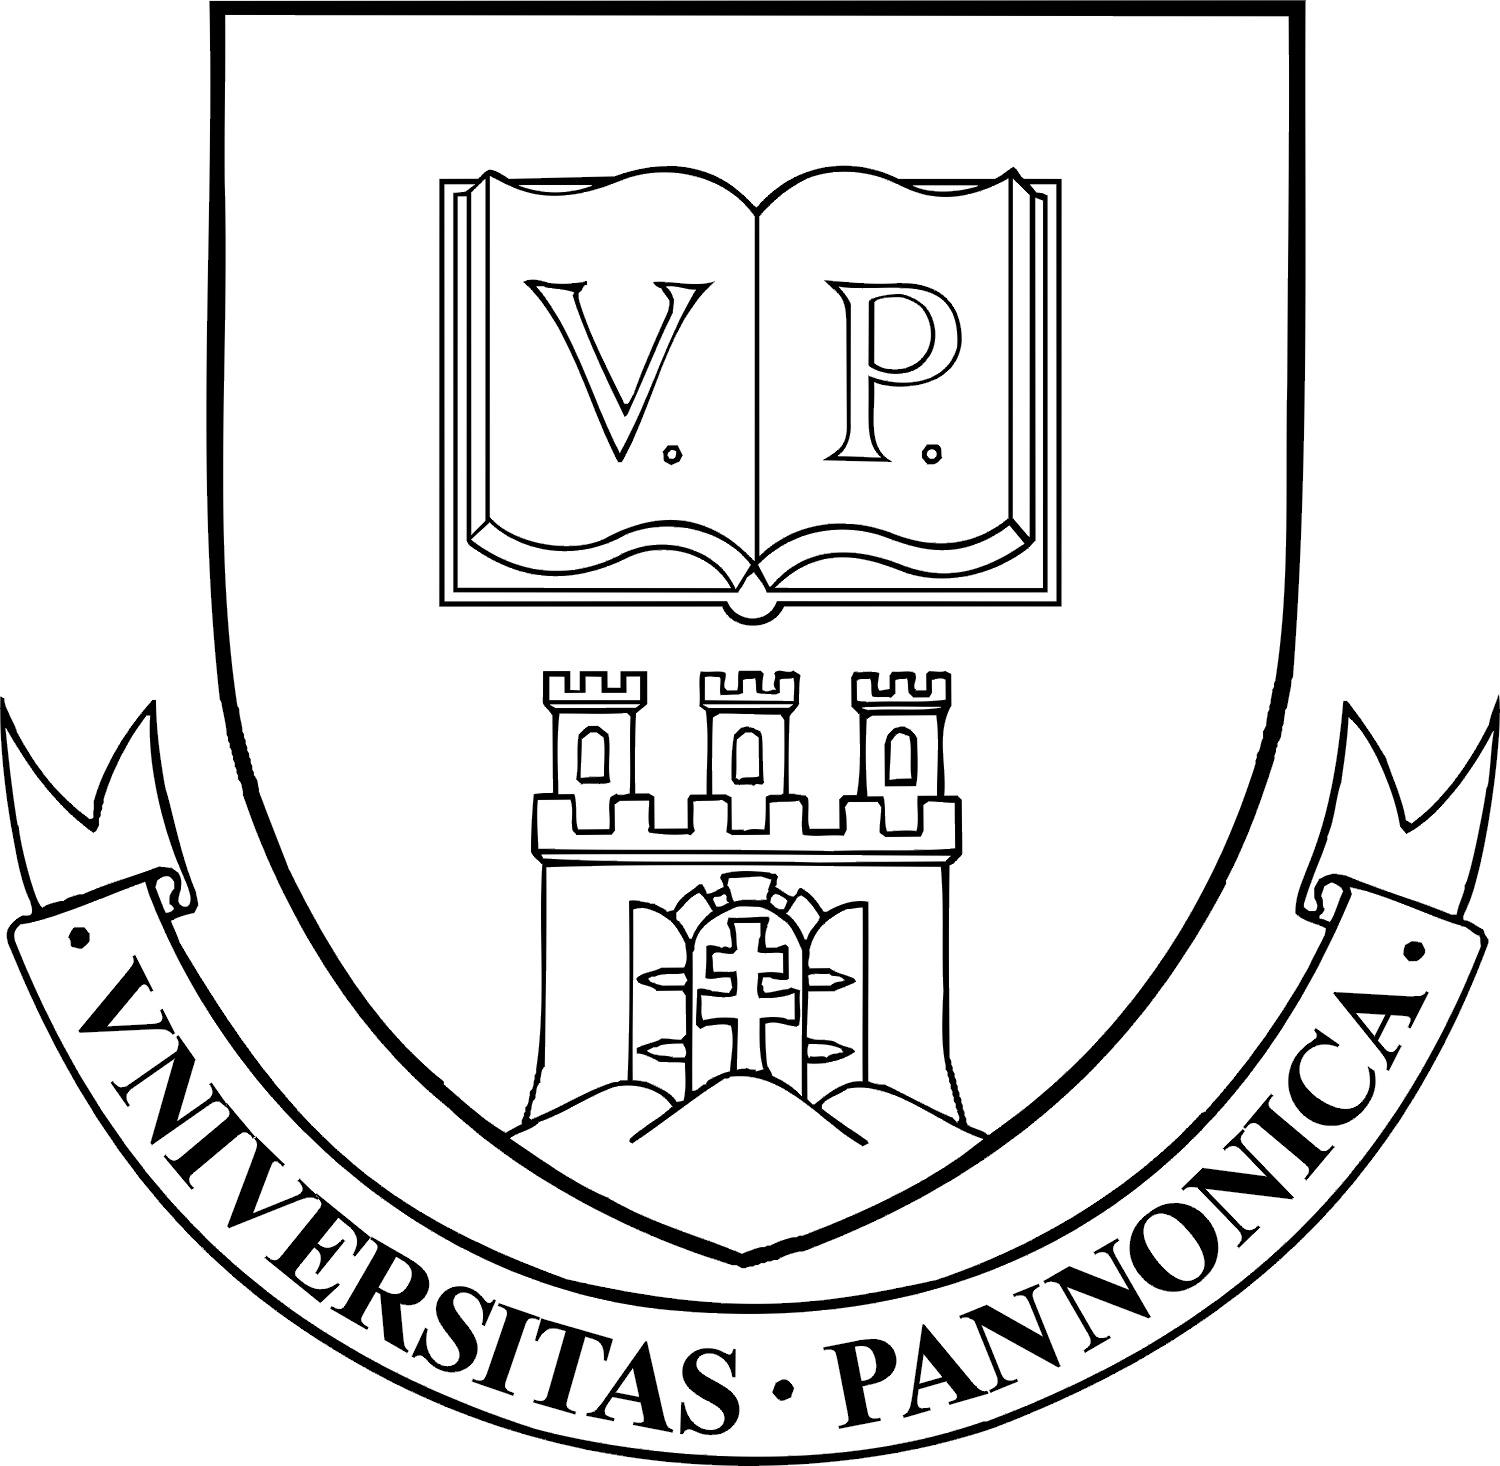 V. P.
· VNIVERSITAS · PANNONICA ·